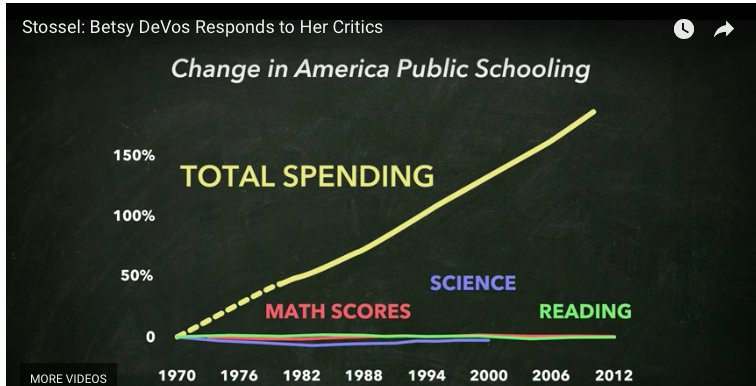 Stossel: Betsy DeVos Responds to Her Critics
Change in America Public Schooling
150%
TOTAL SPENDING
100%
50%
SCIENCE
MATH SCORES
READING
0
1970 1976 1982 1988 1994 2000 2006 2012
MORE VIDEOS